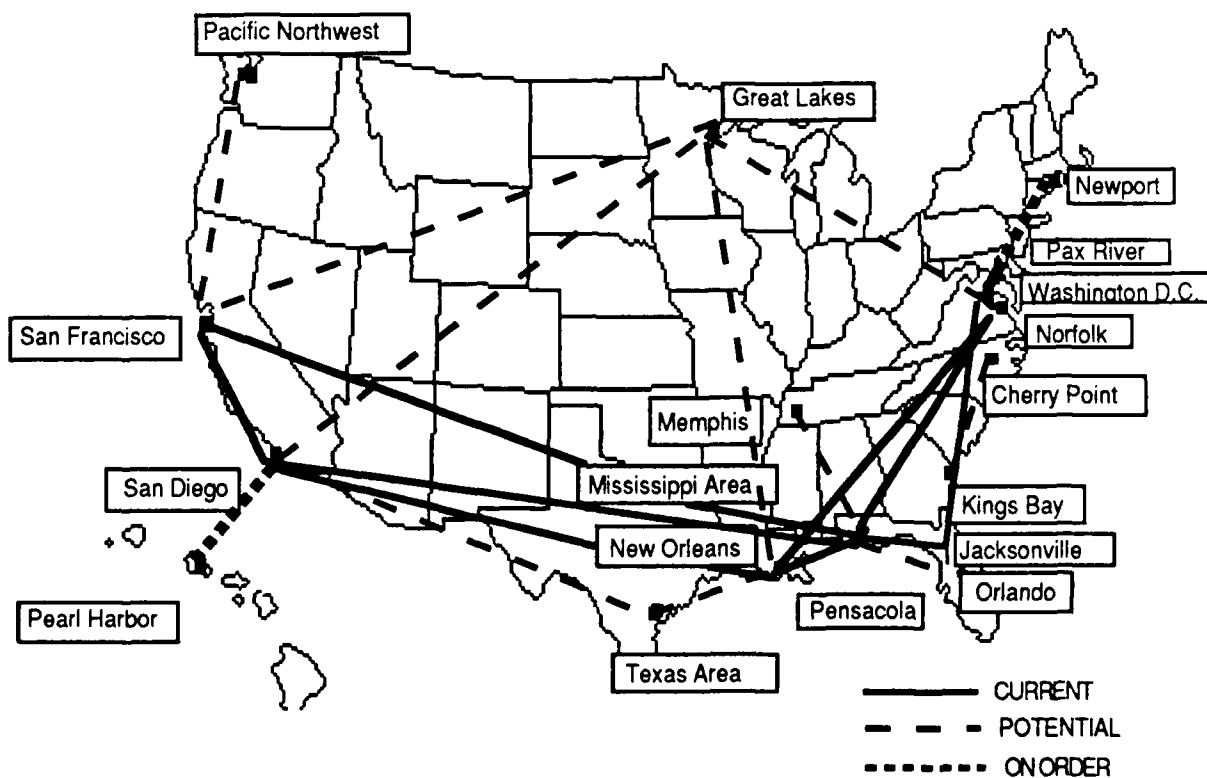 Pacific Northwest
Great Lakes
Newport
Pax River
Washington D.C.
San Francisco
Norfolk
Cherry Point
Memphis
San Diego
Mississippi Area
Kings Bay
New Orleans
Jacksonville
Orlando
Pearl Harbor
Pensacola
Texas Area
CURRENT
POTENTIAL
ON ORDER